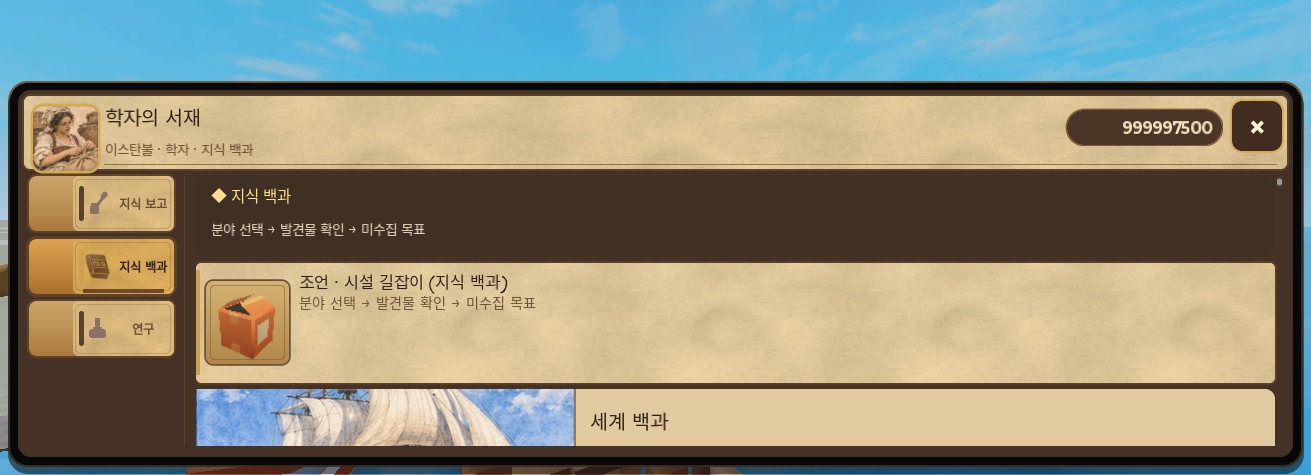 학자의 서재
이스탄불 · 학자 · 지식 백과
999997500
지식 보고
지식 백과
연구
◆ 지식 백과
분야 선택 → 발견물 확인 → 미수집 목표
조언 · 시설 길잡이 (지식 백과)
분야 선택 → 발견물 확인 → 미수집 목표
세계 백과